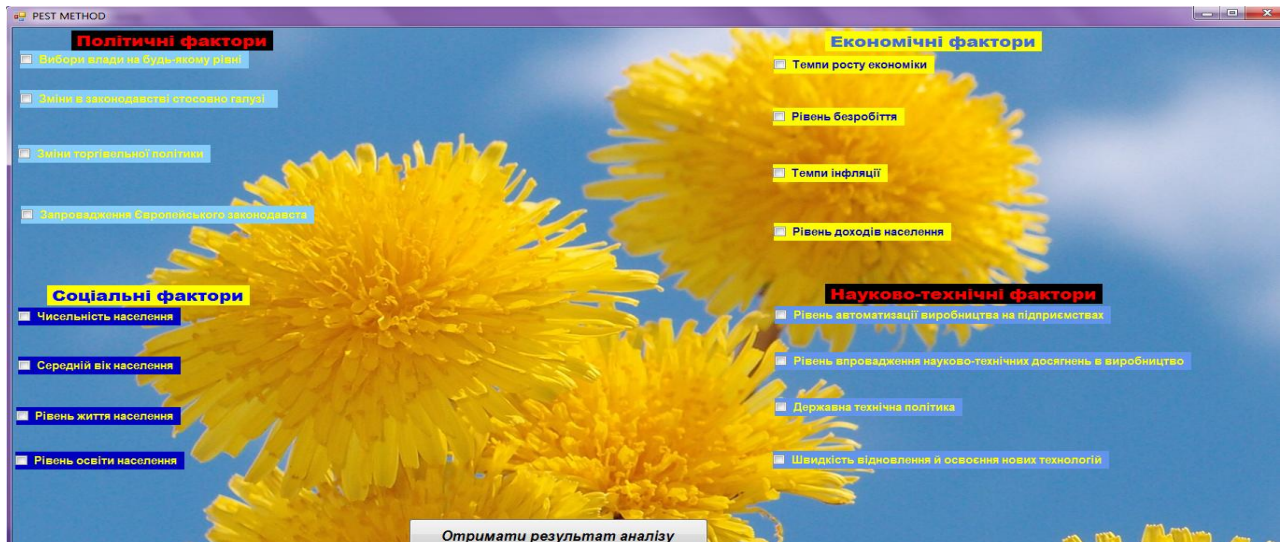 PEST METHOD
Політичні фактори
Вибори влади на будь-якому рівні
Зміни в законодавстві стосовно галузі
Зміни торгівельної політики
Запровадження Європейського законодавста
Економічні фактори
Темпи росту економіки
Рівень безробіття
Темпи інфляції
Рівень доходів населення
Соціальні фактори
Чисельність населення
Середній вік населення
Рівень життя населення
Рівень освіти населення
Науково-технічні фактори
Рівень автоматизації виробництва на підприємствах
Рівень впровадження науково-технічних досягнень в виробництво
Державна технічна політика
Швидкість відновлення й освоєння нових технологій
Отримати результат аналізу